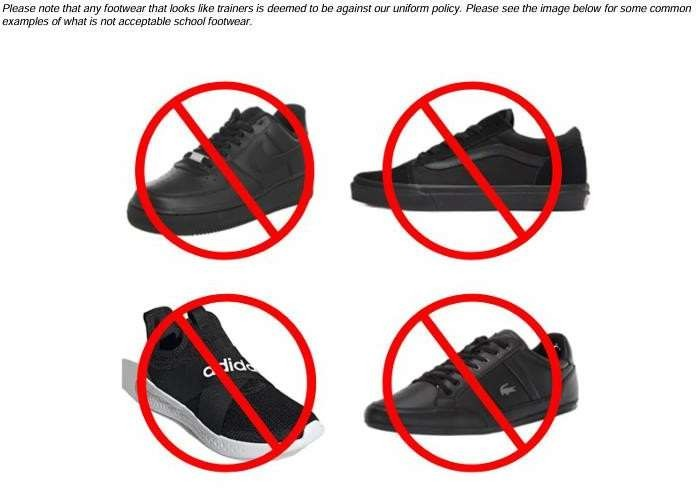 Please note that any footwear that looks like trainers is deemed to be against our uniform policy. Please see the image below for some common
examples of what is not acceptable school footwear.
adidas